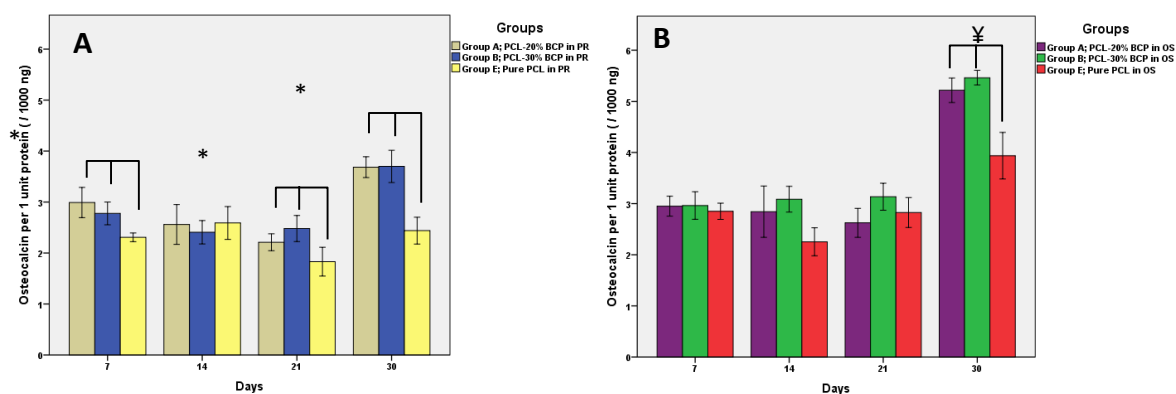 A
Groups
Group A; PCL-20% BCP in PR
Group B; PCL-30% BCP in PR
Group E; Pure PCL in PR
Osteocalcin per 1 unit protein ( / 1000 ng)
6
5
4
3
2
1
0
*
*
*
7
14
21
30
Days
B
Groups
Group A; PCL-20% BCP in OS
Group B; PCL-30% BCP in OS
Group E; Pure PCL in OS
Osteocalcin per 1 unit protein ( / 1000 ng)
6
5
4
3
2
1
0
¥
7
14
21
30
Days